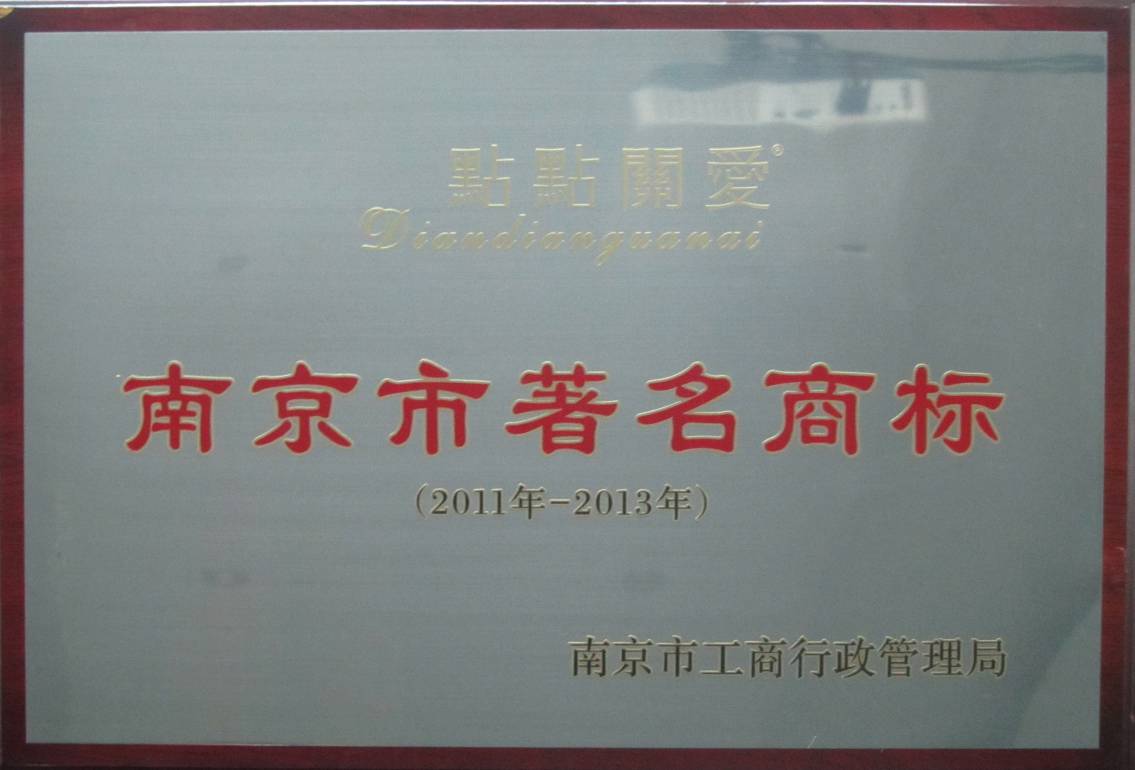 點點關愛®
Diandianguanai
南京市著名商标
(2011年-2013年)
南京市工商行政管理局